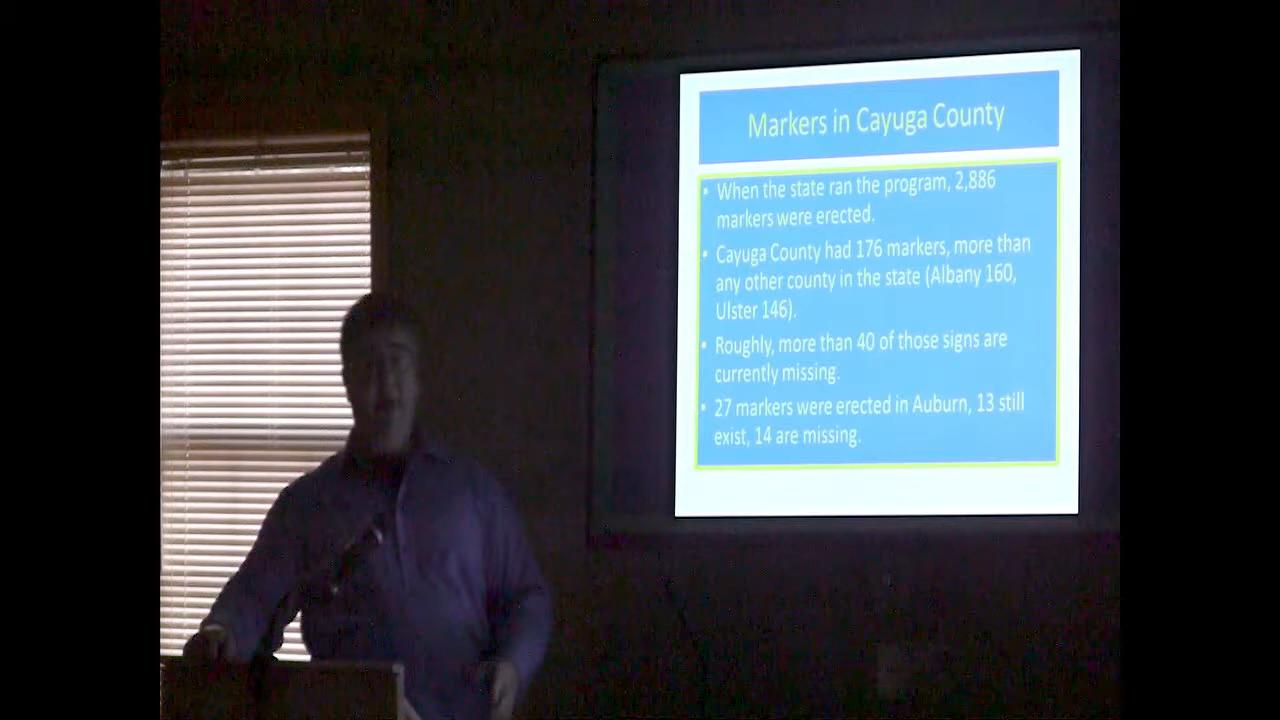 Markers in Cayuga County
• When the state ran the program, 2,886
markers were erected.
• Cayuga County had 176 markers, more than
any other county in the state (Albany 160,
Ulster 146).
• Roughly, more than 40 of those signs are
currently missing.
• 27 markers were erected in Auburn, 13 still
exist, 14 are missing.